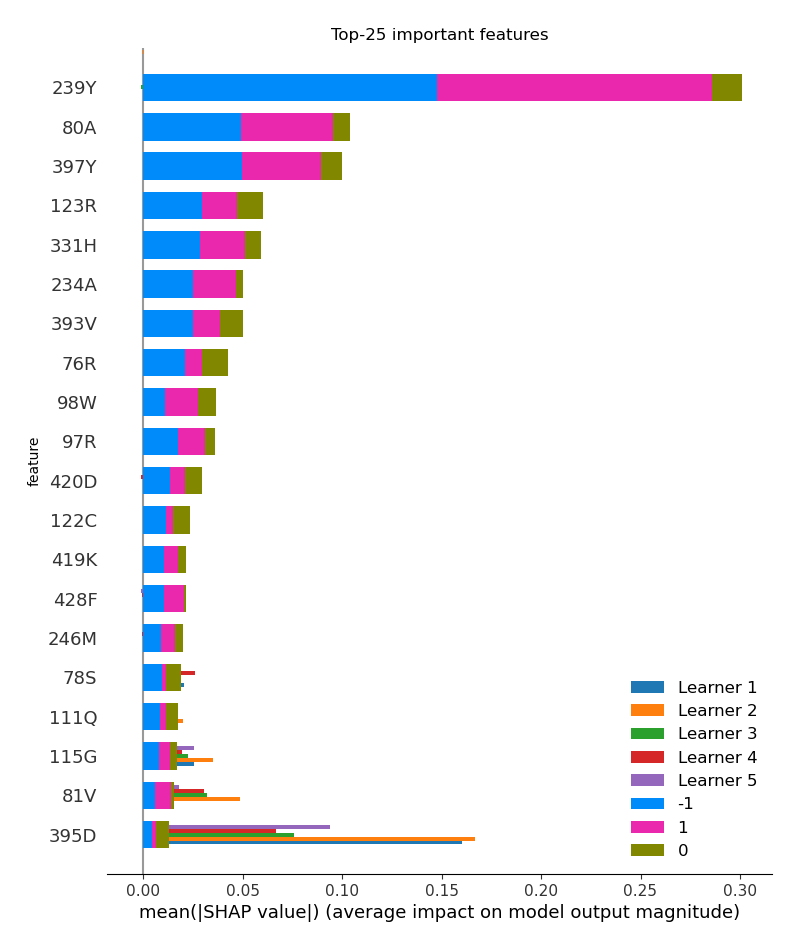 Top-25 important features
239Y
80A
397Y
123R
331H
234A
393V
76R
98W
97R
420D
122C
419K
428F
246M
78S
111Q
115G
81V
395D
feature
Learner 1
Learner 2
Learner 3
Learner 4
Learner 5
-1
1
0
0.00 0.05 0.10 0.15 0.20 0.25 0.30
mean(|SHAP value|) (average impact on model output magnitude)